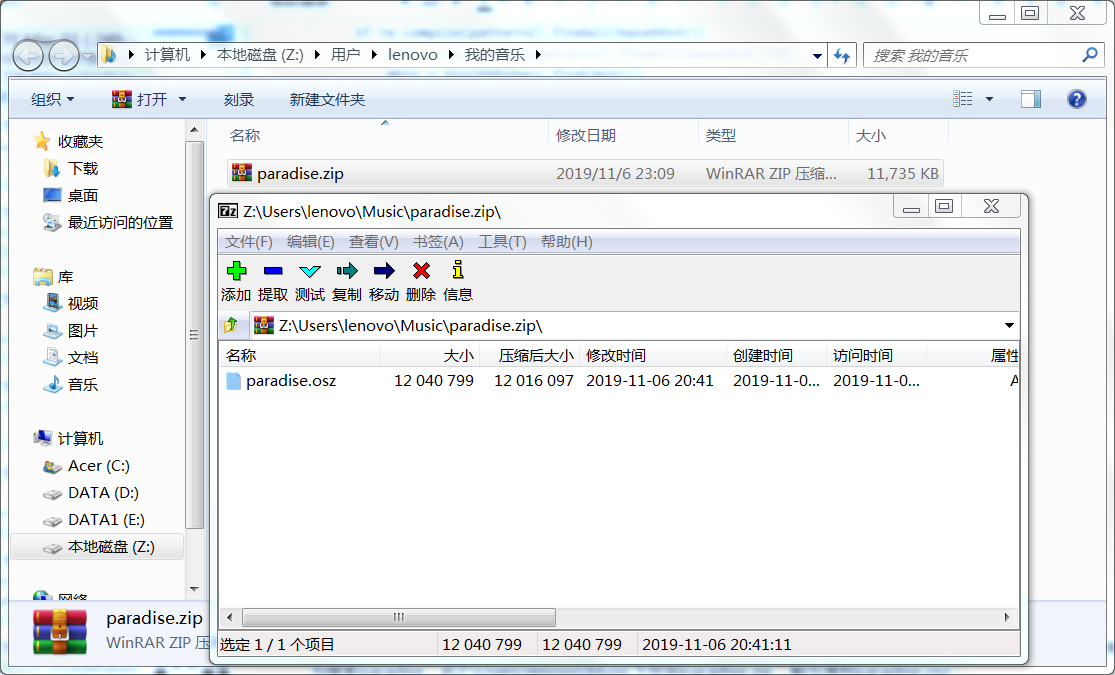 计算机 本地磁盘 (Z:) 用户 lenovo 我的音乐
搜索 我的音乐
组织 打开 刻录 新建文件夹
名称 修改日期 类型 大小
paradise.zip 2019/11/6 23:09 WinRAR ZIP 压缩... 11,735 KB
收藏夹
下载
桌面
最近访问的位置
库
视频
图片
文档
音乐
计算机
Acer (C:)
DATA (D:)
DATA1 (E:)
本地磁盘 (Z:)
网络
paradise.zip
WinRAR ZIP 压
Z:\Users\lenovo\Music\paradise.zip\
文件(F) 编辑(E) 查看(V) 书签(A) 工具(T) 帮助(H)
添加 提取 测试 复制 移动 删除 信息
Z:\Users\lenovo\Music\paradise.zip\
名称 大小 压缩后大小 修改时间 创建时间 访问时间 属性
paradise.osz 12 040 799 12 016 097 2019-11-06 20:41 2019-11-0... 2019-11-0... A
选定 1 / 1 个项目 12 040 799 12 040 799 2019-11-06 20:41:11